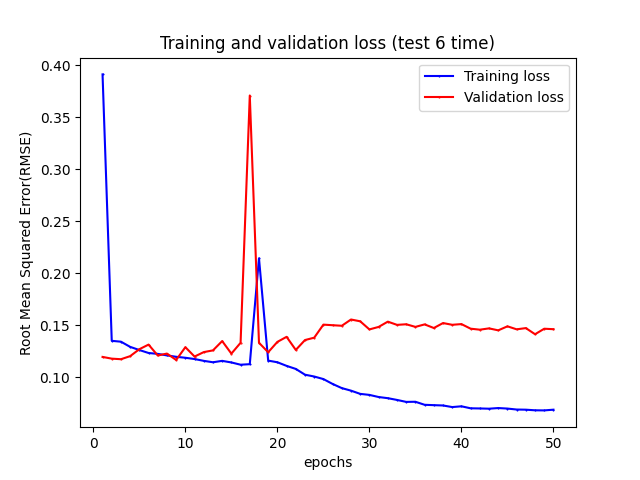 Training and validation loss (test 6 time)
Training loss
Validation loss
Root Mean Squared Error(RMSE)
0.40
0.35
0.30
0.25
0.20
0.15
0.10
0 10 20 30 40 50
epochs